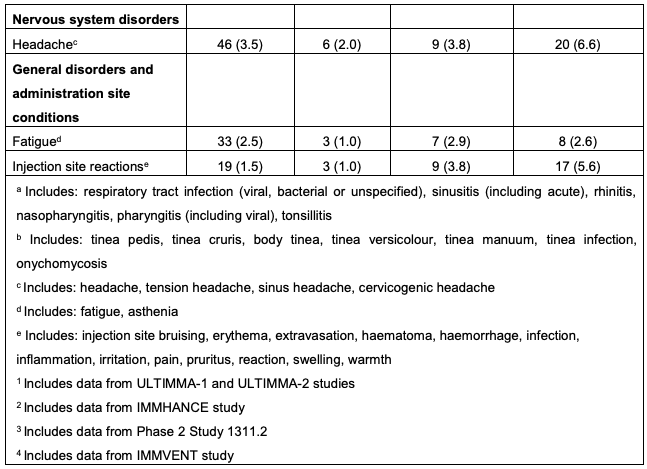 Nervous system disorders
Headacheᶜ 46 (3.5) 6 (2.0) 9 (3.8) 20 (6.6)
General disorders and
administration site
conditions
Fatigueᵈ 33 (2.5) 3 (1.0) 7 (2.9) 8 (2.6)
Injection site reactionsᵉ 19 (1.5) 3 (1.0) 9 (3.8) 17 (5.6)
ᵃ Includes: respiratory tract infection (viral, bacterial or unspecified), sinusitis (including acute), rhinitis,
nasopharyngitis, pharyngitis (including viral), tonsillitis
ᵇ Includes: tinea pedis, tinea cruris, body tinea, tinea versicolour, tinea manuum, tinea infection,
onychomycosis
ᶜ Includes: headache, tension headache, sinus headache, cervicogenic headache
ᵈ Includes: fatigue, asthenia
ᵉ Includes: injection site bruising, erythema, extravasation, haematoma, haemorrhage, infection,
inflammation, irritation, pain, pruritus, reaction, swelling, warmth
¹ Includes data from ULTIMMA-1 and ULTIMMA-2 studies
² Includes data from IMMHANCE study
³ Includes data from Phase 2 Study 1311.2
⁴ Includes data from IMMVENT study